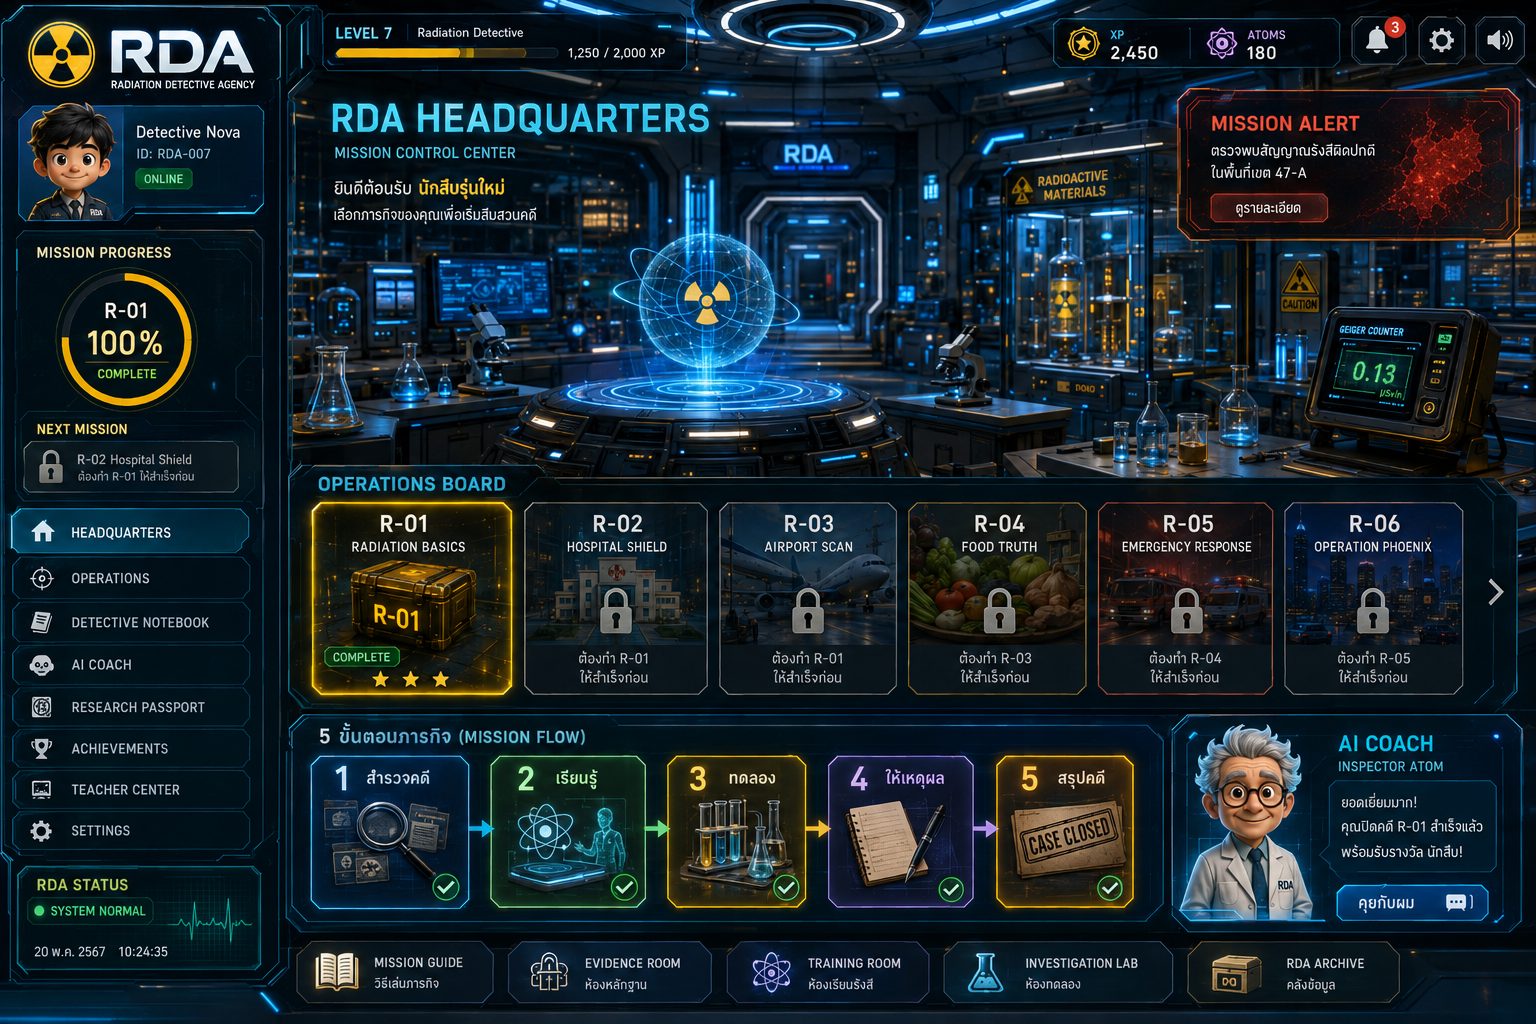 RDA
RADIATION DETECTIVE AGENCY
Detective Nova
ID: RDA-007
ONLINE
RDA
MISSION PROGRESS
R-01
100%
COMPLETE
NEXT MISSION
R-02 Hospital Shield
ต้องทำ R-01 ให้สำเร็จก่อน
HEADQUARTERS
OPERATIONS
DETECTIVE NOTEBOOK
AI COACH
RESEARCH PASSPORT
ACHIEVEMENTS
TEACHER CENTER
SETTINGS
RDA STATUS
SYSTEM NORMAL
20 พ.ค. 2567 10:24:35
LEVEL 7 Radiation Detective
1,250 / 2,000 XP
XP
2,450
ATOMS
180
3
RDA HEADQUARTERS
MISSION CONTROL CENTER
ยินดีต้อนรับ นักสืบรุ่นใหม่
เลือกภารกิจของคุณเพื่อเริ่มสืบสวนคดี
RDA
RADIOACTIVE
MATERIALS
MISSION ALERT
ตรวจพบสัญญาณรังสีผิดปกติ
ในพื้นที่เขต 47-A
ดูรายละเอียด
CAUTION
GEIGER COUNTER
0.13
OPERATIONS BOARD
R-01
RADIATION BASICS
R-01
COMPLETE
R-02
HOSPITAL SHIELD
ต้องทำ R-01
ให้สำเร็จก่อน
R-03
AIRPORT SCAN
ต้องทำ R-01
ให้สำเร็จก่อน
R-04
FOOD TRUTH
ต้องทำ R-03
ให้สำเร็จก่อน
R-05
EMERGENCY RESPONSE
ต้องทำ R-04
ให้สำเร็จก่อน
R-06
OPERATION PHOENIX
ต้องทำ R-05
ให้สำเร็จก่อน
5 ขั้นตอนภารกิจ (MISSION FLOW)
1 สำรวจคดี
2 เรียนรู้
3 ทดลอง
4 ให้เหตุผล
5 สรุปคดี
CASE CLOSED
AI COACH
INSPECTOR ATOM
ยอดเยี่ยมมาก!
คุณปิดคดี R-01 สำเร็จแล้ว
พร้อมรับรางวัล นักสืบ!
RDA
คุยกับผม
MISSION GUIDE
วิธีเล่นภารกิจ
EVIDENCE ROOM
ห้องหลักฐาน
TRAINING ROOM
ห้องเรียนรังสี
INVESTIGATION LAB
ห้องทดลอง
RDA ARCHIVE
คลังข้อมูล